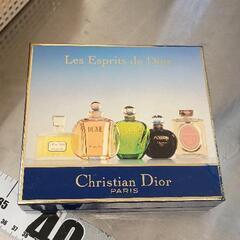 Les Esprits de Dior
DUNE
POISON
Christian Dior
PARIS
40